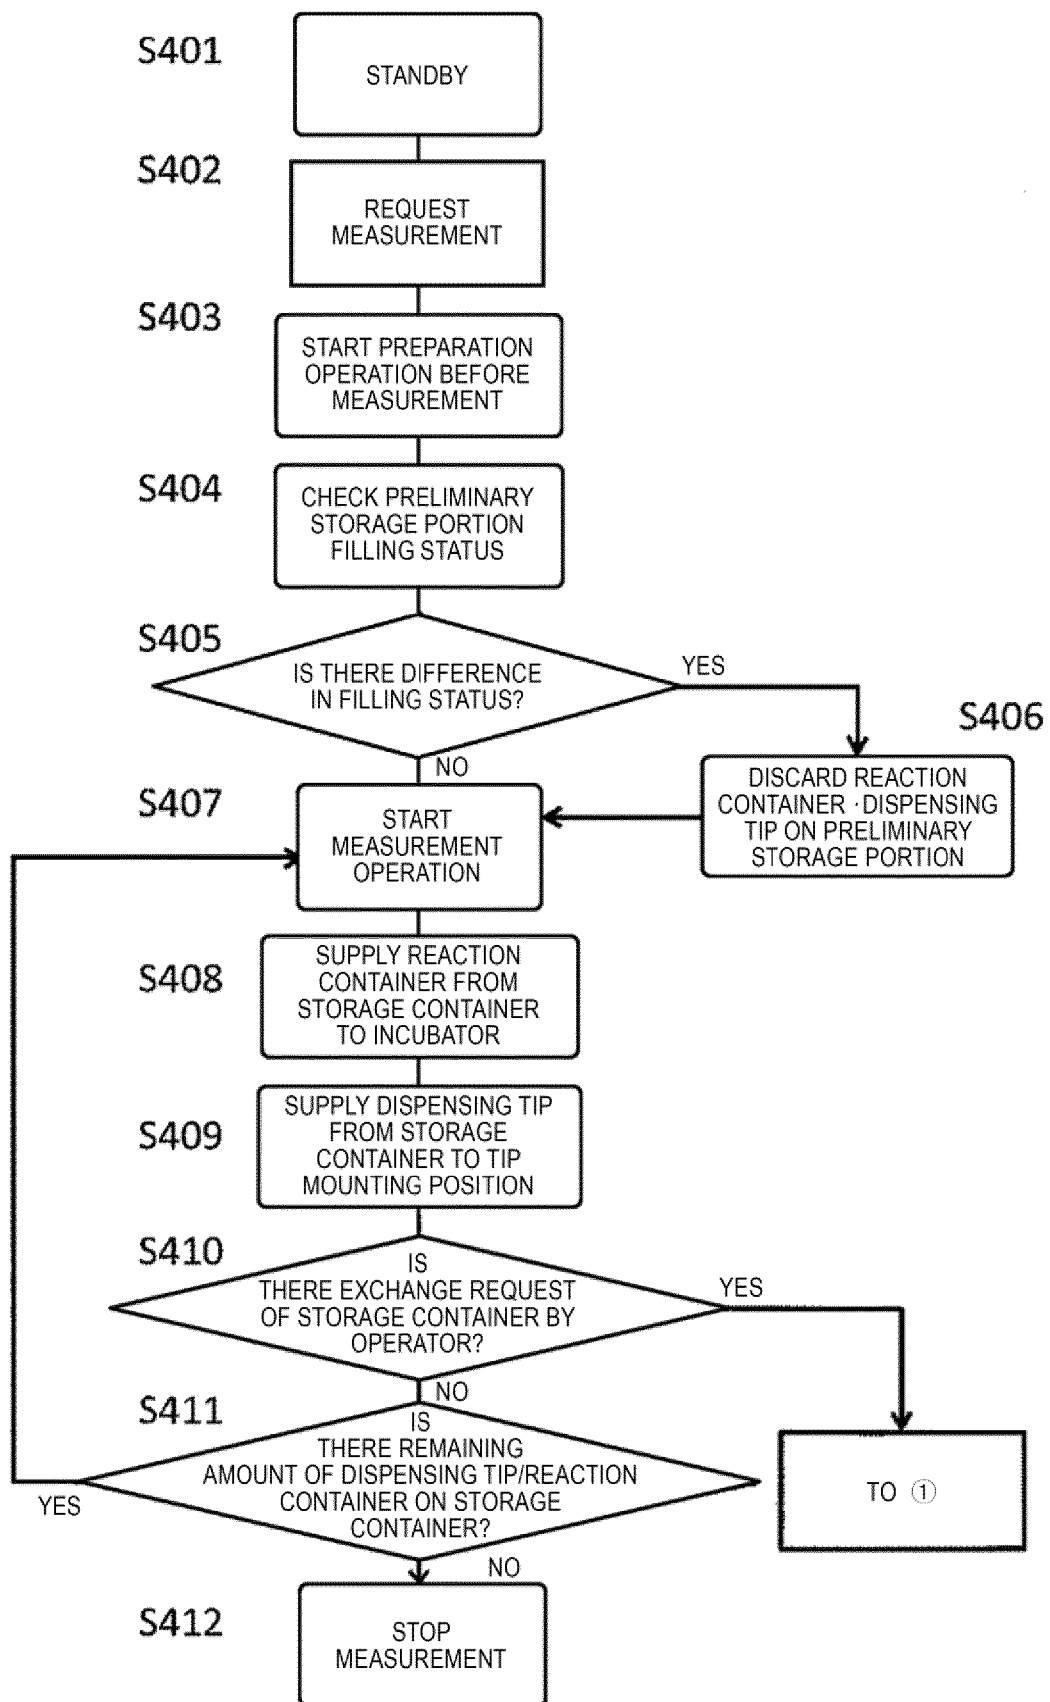 S401
STANDBY
S402
REQUEST
MEASUREMENT
S403
START PREPARATION
OPERATION BEFORE
MEASUREMENT
S404
CHECK PRELIMINARY
STORAGE PORTION
FILLING STATUS
S405
IS THERE DIFFERENCE
IN FILLING STATUS?
YES
NO
S406
DISCARD REACTION
CONTAINER ·DISPENSING
TIP ON PRELIMINARY
STORAGE PORTION
S407
START
MEASUREMENT
OPERATION
S408
SUPPLY REACTION
CONTAINER FROM
STORAGE CONTAINER
TO INCUBATOR
S409
SUPPLY DISPENSING TIP
FROM STORAGE
CONTAINER TO TIP
MOUNTING POSITION
S410
IS
THERE EXCHANGE REQUEST
OF STORAGE CONTAINER BY
OPERATOR?
YES
NO
S411
IS
THERE REMAINING
AMOUNT OF DISPENSING TIP/REACTION
CONTAINER ON STORAGE
CONTAINER?
YES
NO
TO ①
S412
STOP
MEASUREMENT